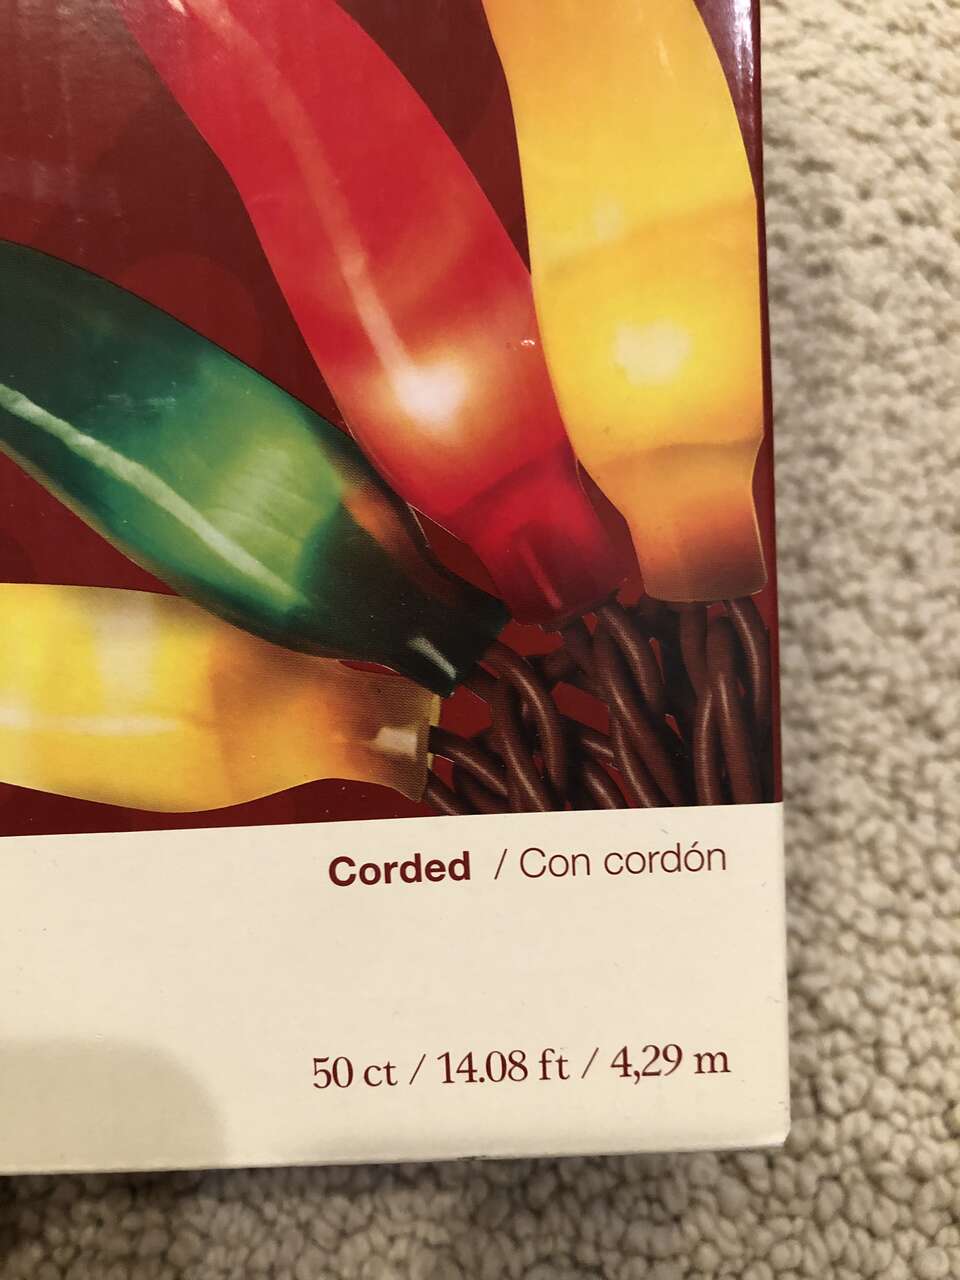 Corded / Con cordón
50 ct / 14.08 ft / 4,29 m